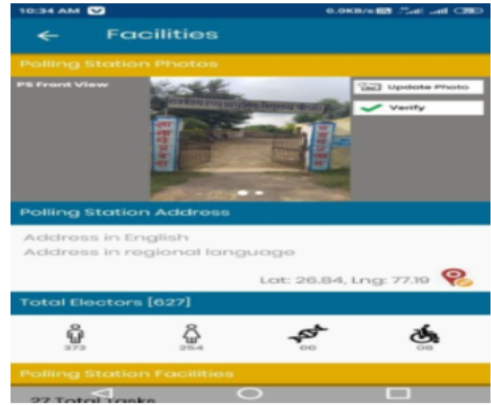 10:34 AM
0.0KB/s
Facilities
Polling Station Photos
PS Front View
Update Photo
Verify
Polling Station Address
Address in English
Address in regional language
Lat: 26.84, Lng: 77.19
Total Electors [627]
373 254 00 08
Polling Station Facilities
27 Total Tasks